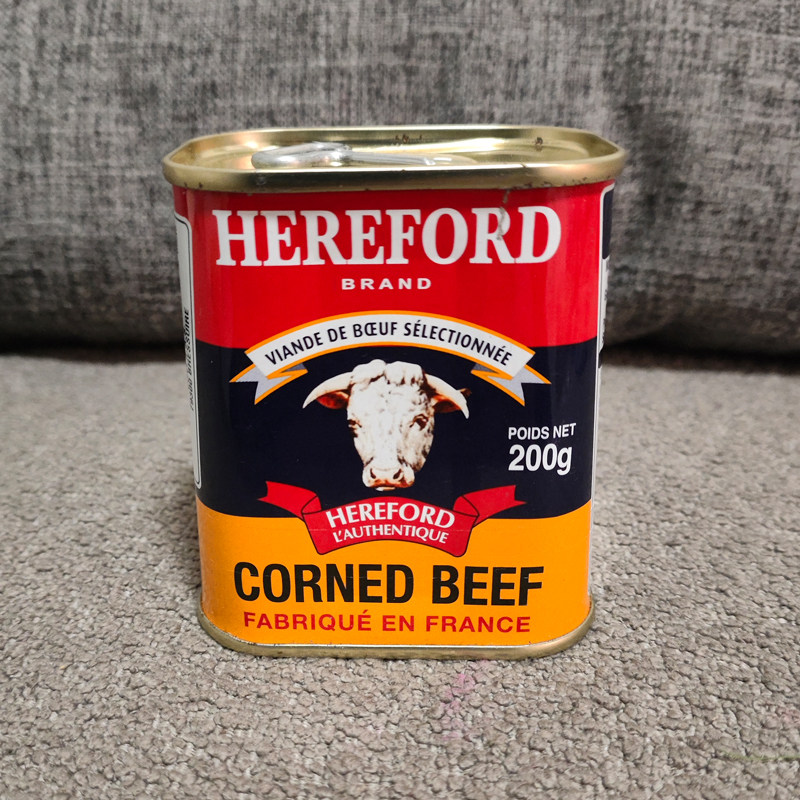 HEREFORD
BRAND
VIANDE DE BŒUF SÉLECTIONNÉE
POIDS NET
200g
HEREFORD
L'AUTHENTIQUE
CORNED BEEF
FABRIQUÉ EN FRANCE